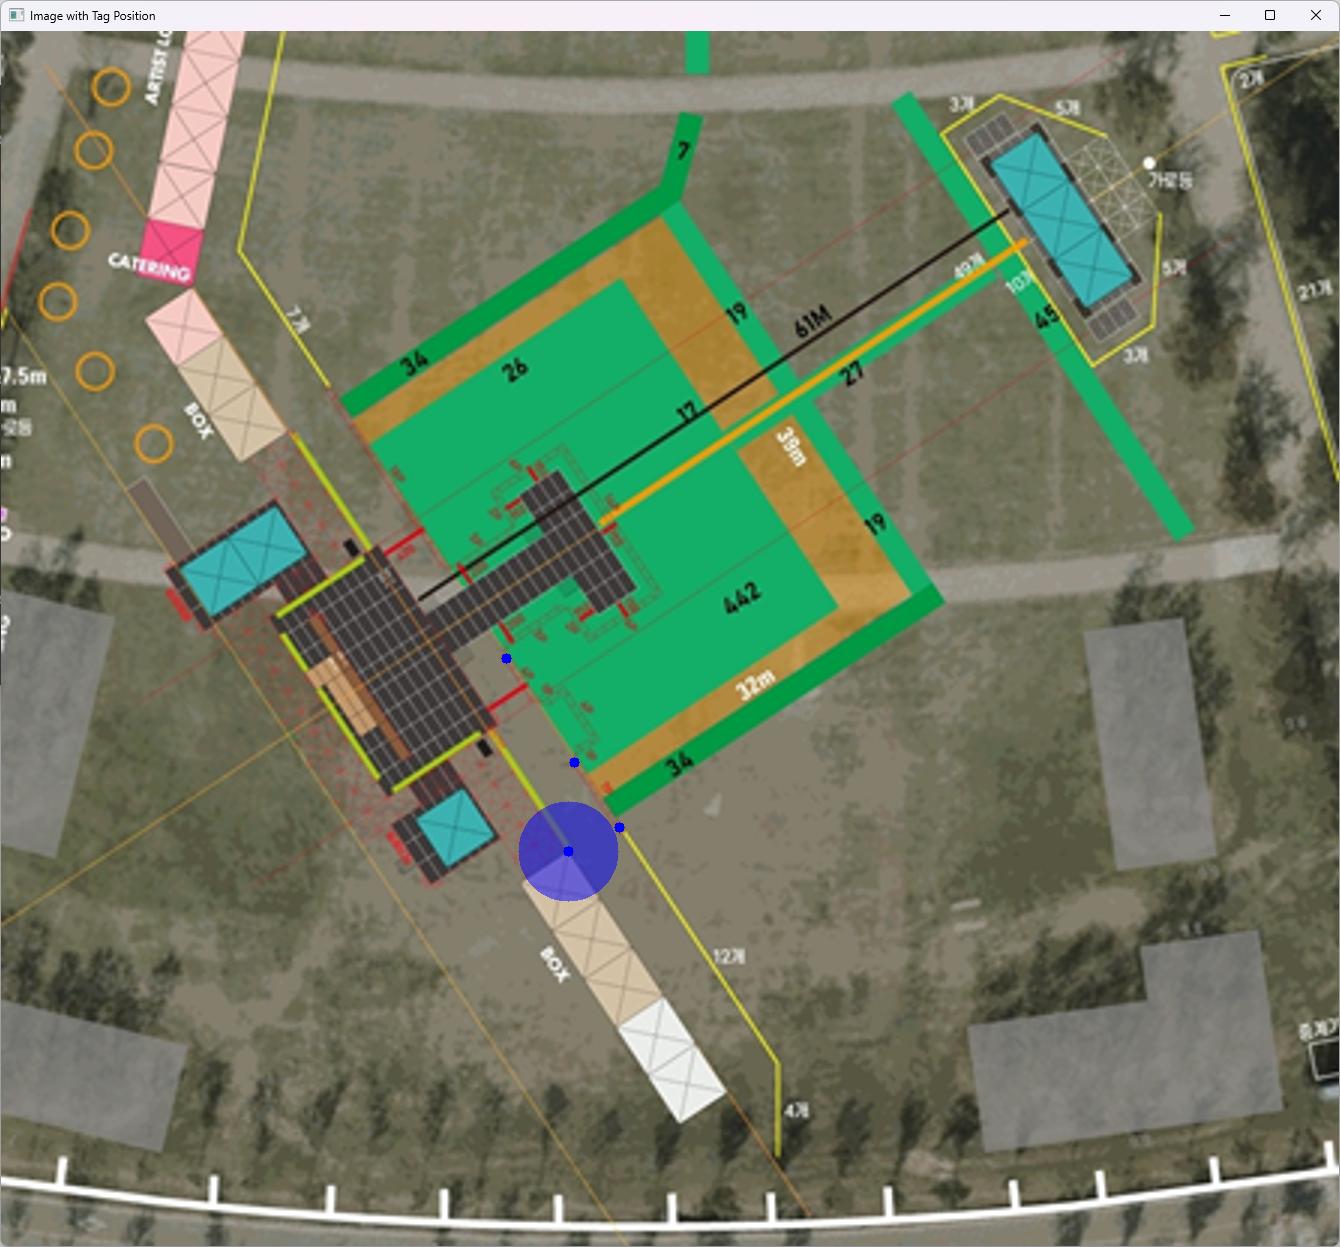 Image with Tag Position
ARTIST LO
CATERING
BOX
7개
7.5m
m
7
3개
5개
2개
가로등
5개
21개
49개
10개
45
3개
61M
19
34
26
17
27
39m
19
442
32m
34
BOX
12개
4개